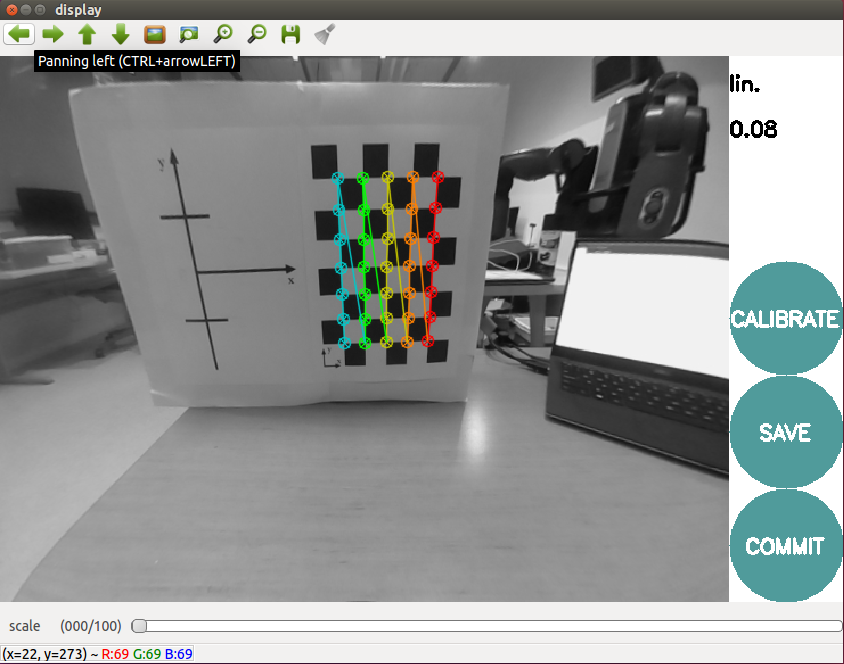 display
Panning left (CTRL+arrowLEFT)
lin.
0.08
y
x
CALIBRATE
SAVE
COMMIT
scale (000/100)
(x=22, y=273) ~ R:69 G:69 B:69